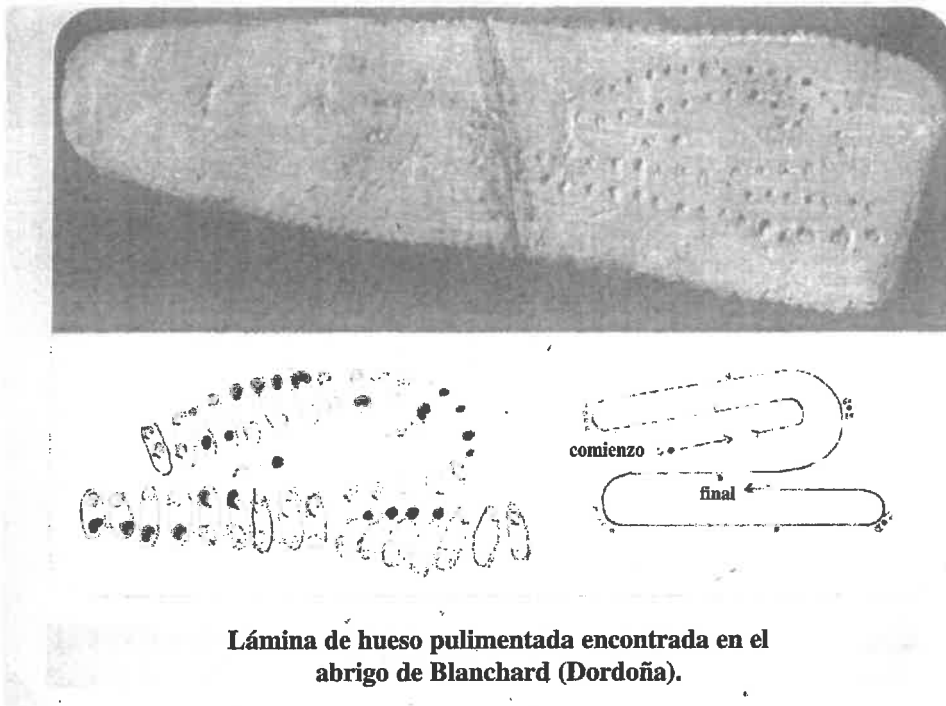 comienzo
final
Lámina de hueso pulimentada encontrada en el
abrigo de Blanchard (Dordoña).